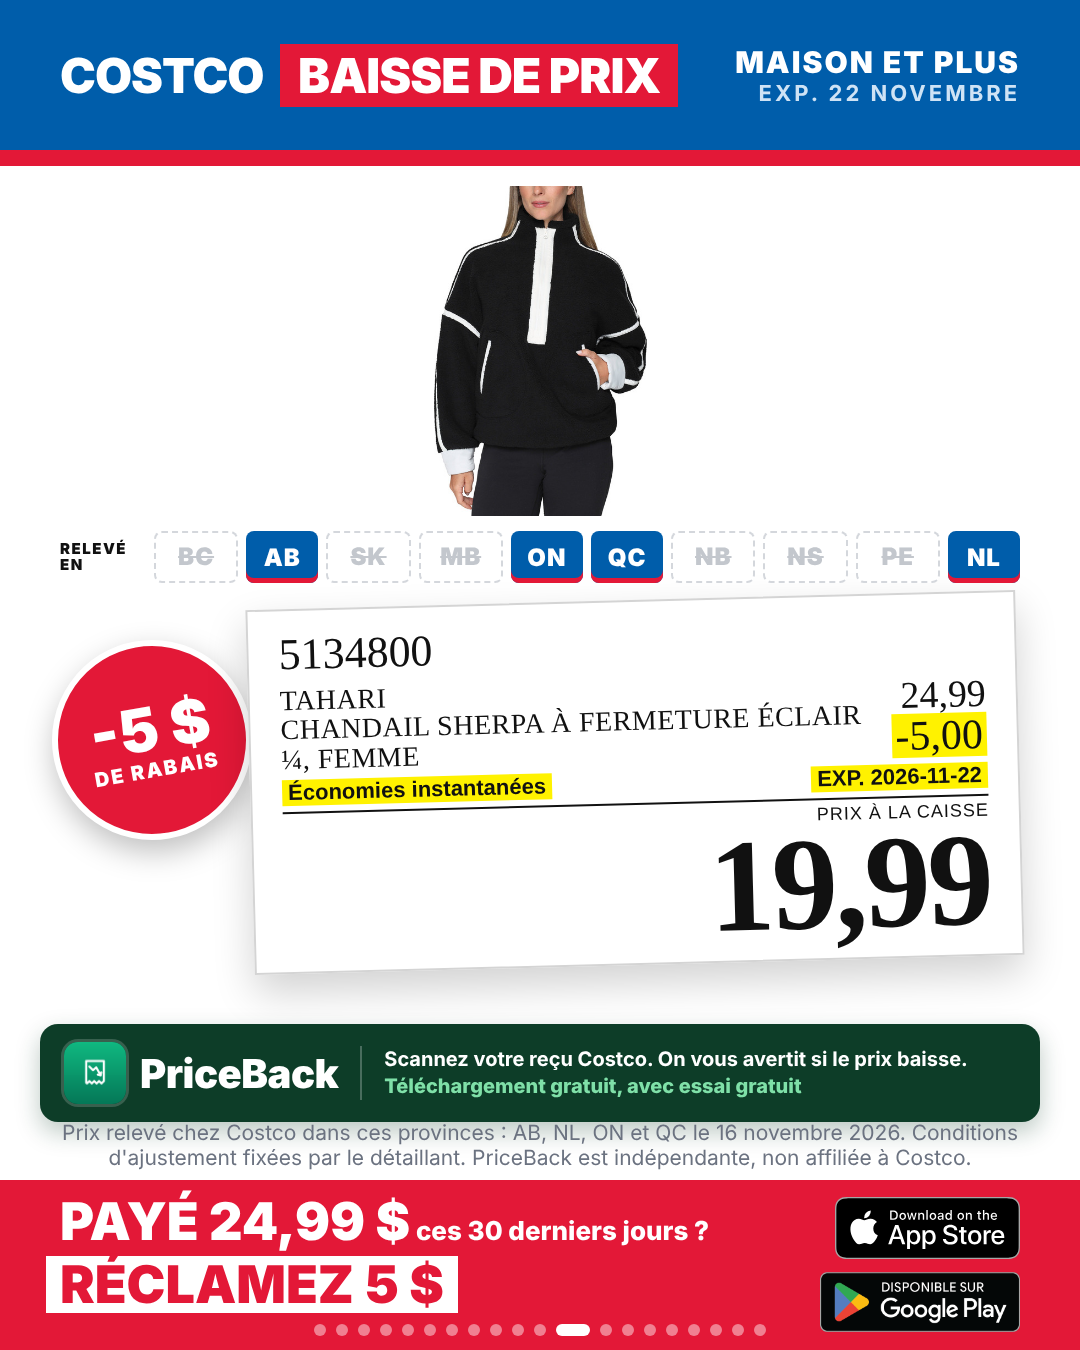 COSTCO BAISSE DE PRIX
MAISON ET PLUS
EXP. 22 NOVEMBRE
RELEVÉ EN
BC AB SK MB ON QC NB NS PE NL
-5 $
DE RABAIS
5134800
TAHARI
CHANDAIL SHERPA À FERMETURE ÉCLAIR
¼, FEMME
24,99
-5,00
Économies instantanées
EXP. 2026-11-22
PRIX À LA CAISSE
19,99
PriceBack
Scannez votre reçu Costco. On vous avertit si le prix baisse.
Téléchargement gratuit, avec essai gratuit
Prix relevé chez Costco dans ces provinces : AB, NL, ON et QC le 16 novembre 2026. Conditions
d'ajustement fixées par le détaillant. PriceBack est indépendante, non affiliée à Costco.
PAYÉ 24,99 $ ces 30 derniers jours ?
RÉCLAMEZ 5 $
Download on the
App Store
DISPONIBLE SUR
Google Play